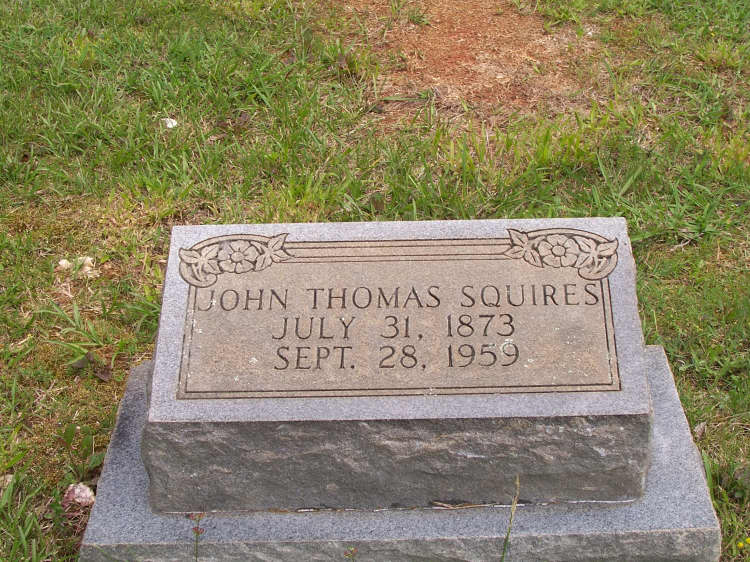 JOHN THOMAS SQUIRES
JULY 31, 1873
SEPT. 28, 1959